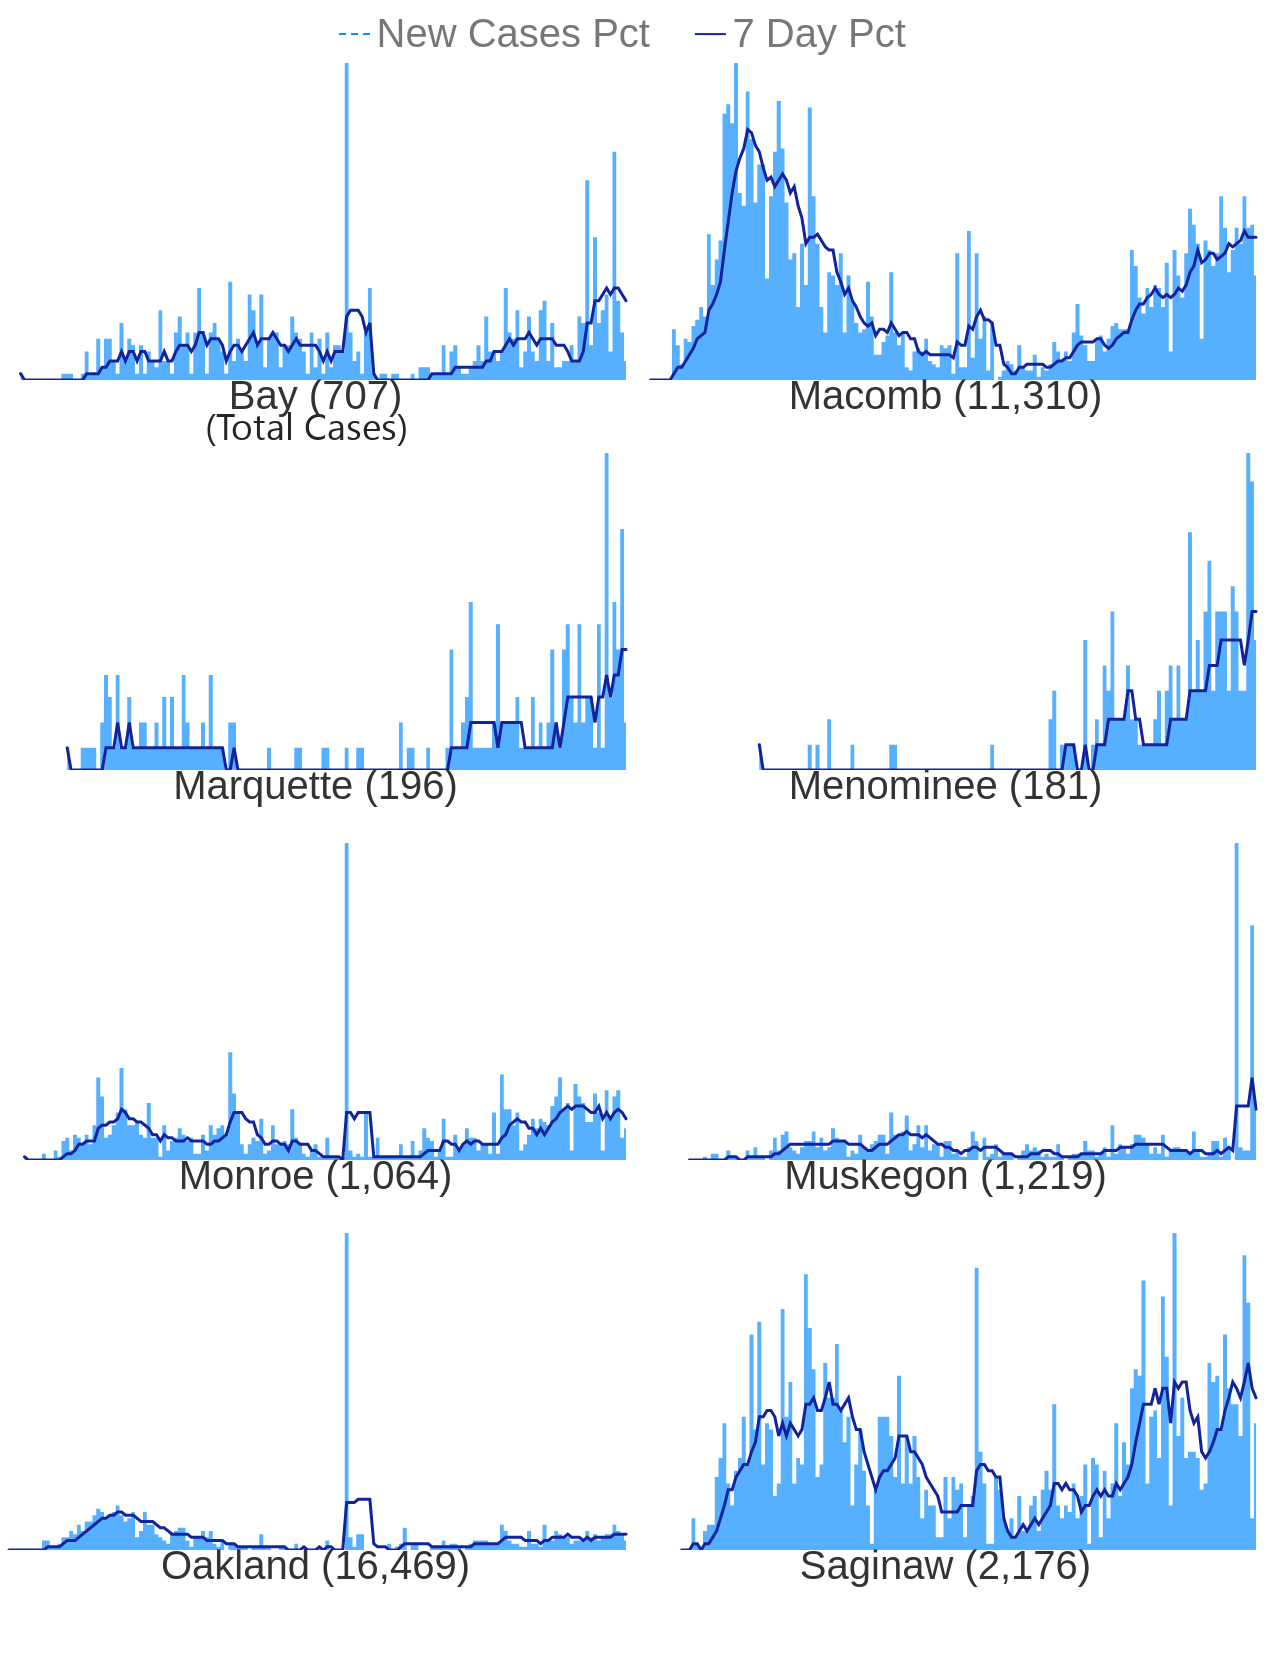 New Cases Pct 7 Day Pct
Bay (707) Macomb (11,310)
(Total Cases)
Marquette (196) Menominee (181)
Monroe (1,064) Muskegon (1,219)
Oakland (16,469) Saginaw (2,176)